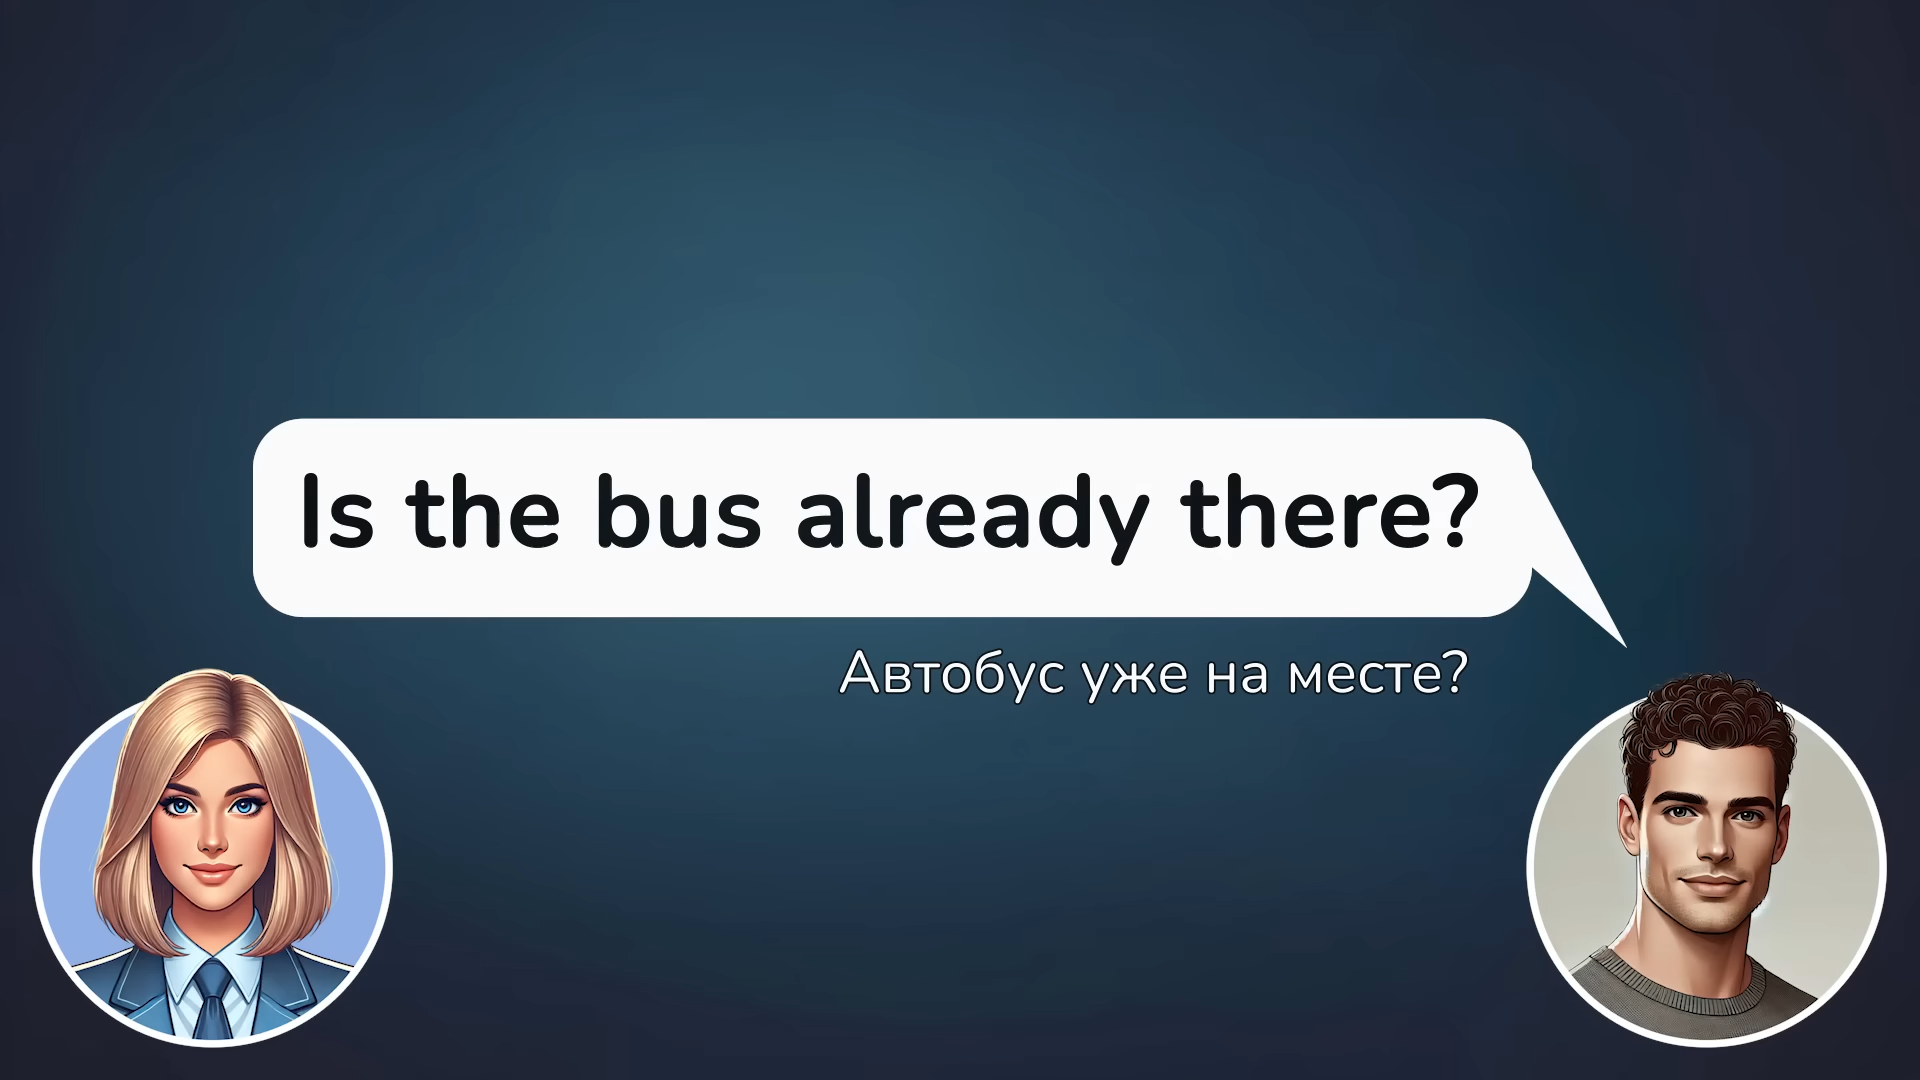 Is the bus already there?
Автобус уже на месте?